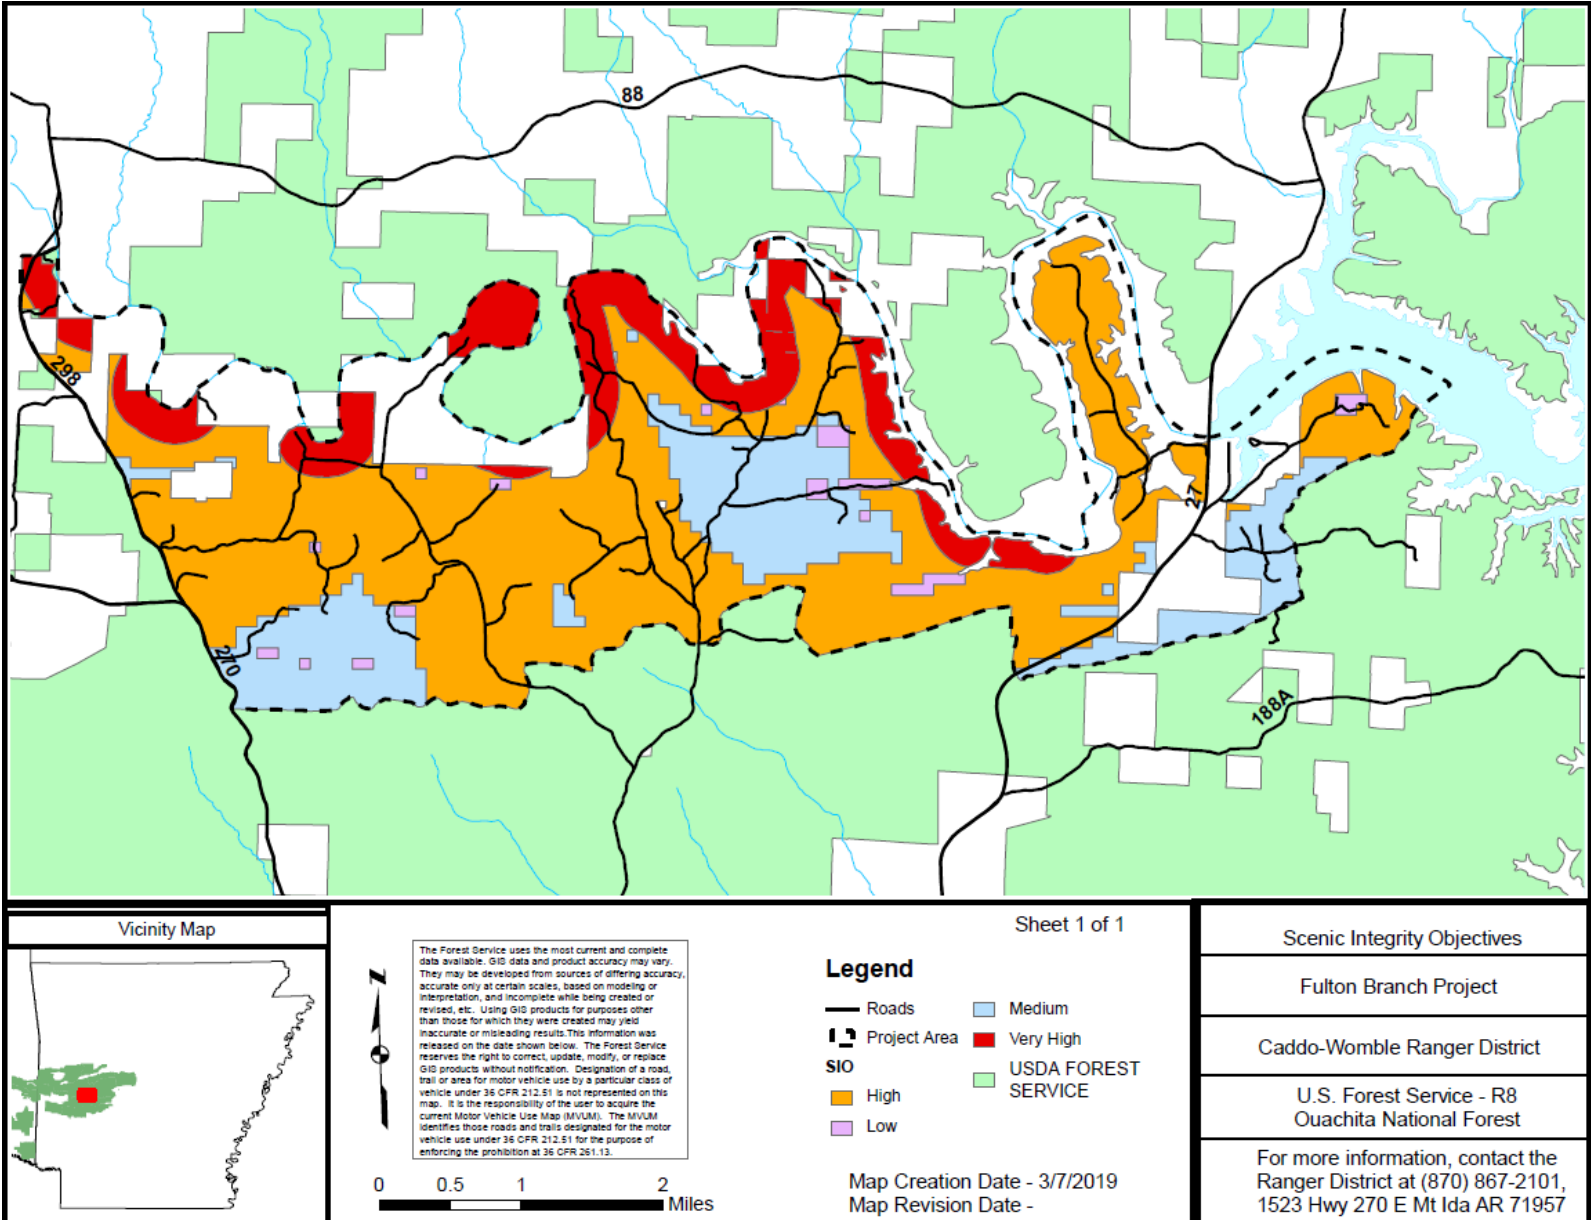 88
298
27
270
188A
Vicinity Map
The Forest Service uses the most current and complete
data available. GIS data and product accuracy may vary.
They may be developed from sources of differing accuracy,
accurate only at certain scales, based on modeling or
interpretation, and incomplete while being created or
revised, etc. Using GIS products for purposes other
than those for which they were created may yield
inaccurate or misleading results.This information was
released on the date shown below. The Forest Service
reserves the right to correct, update, modify, or replace
GIS products without notification. Designation of a road,
trail or area for motor vehicle use by a particular class of
vehicle under 36 CFR 212.51 is not represented on this
map. It is the responsibility of the user to acquire the
current Motor Vehicle Use Map (MVUM). The MVUM
identifies those roads and trails designated for the motor
vehicle use under 36 CFR 212.51 for the purpose of
enforcing the prohibition at 36 CFR 261.13.
N
0 0.5 1 2
Miles
Sheet 1 of 1
Legend
Roads
Project Area
SIO
High
Low
Medium
Very High
USDA FOREST
SERVICE
Map Creation Date - 3/7/2019
Map Revision Date -
Scenic Integrity Objectives
Fulton Branch Project
Caddo-Womble Ranger District
U.S. Forest Service - R8
Ouachita National Forest
For more information, contact the
Ranger District at (870) 867-2101,
1523 Hwy 270 E Mt Ida AR 71957